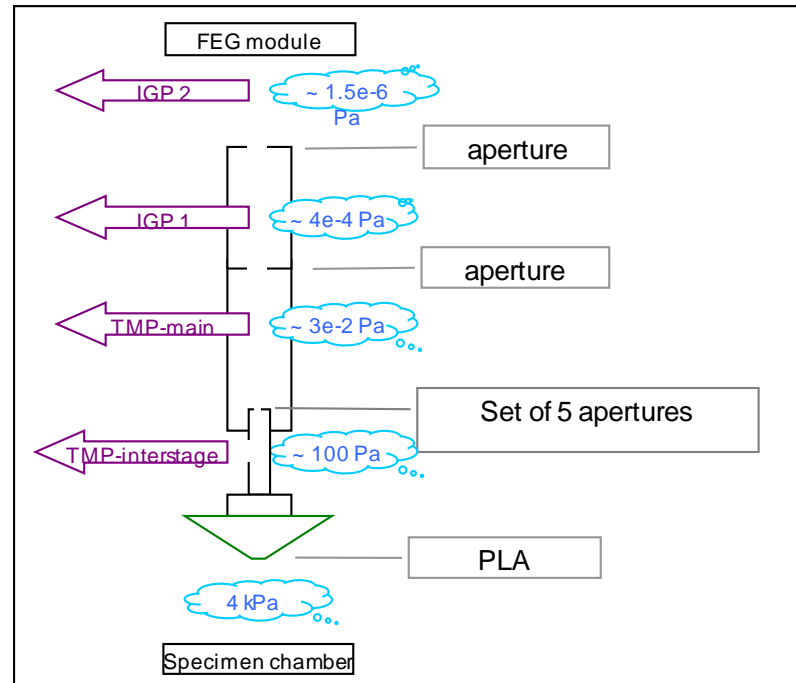 FEG module
IGP 2
~ 1.5e-6
Pa
aperture
IGP 1
~ 4e-4 Pa
aperture
TMP-main
~ 3e-2 Pa
Set of 5 apertures
TMP-interstage
~ 100 Pa
PLA
4 kPa
Specimen chamber